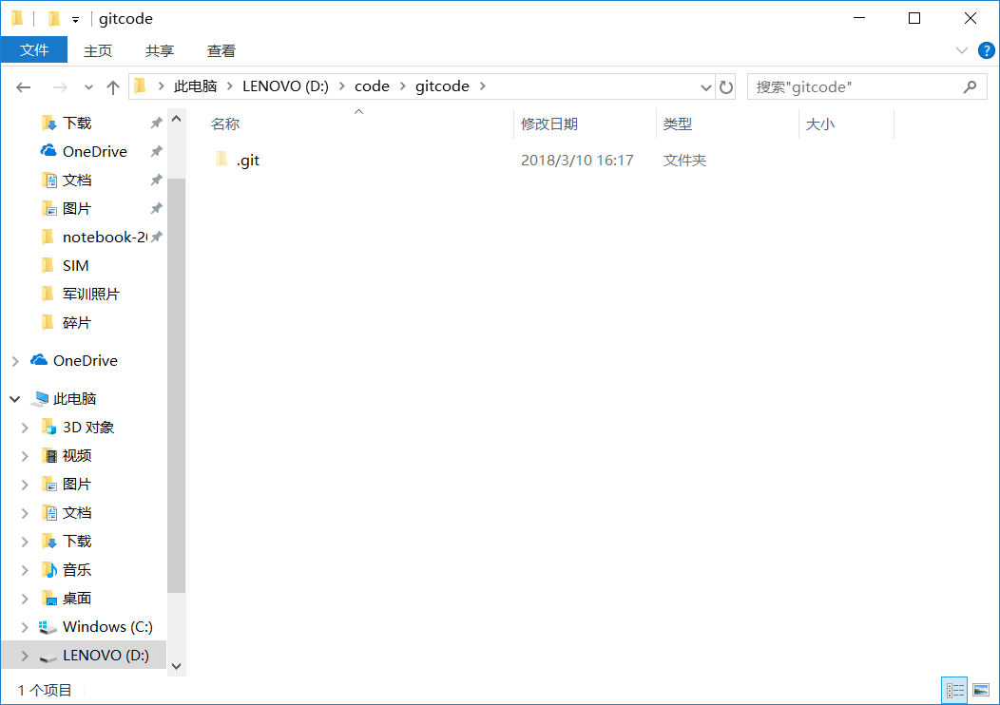 gitcode
文件 主页 共享 查看
此电脑 LENOVO (D:) code gitcode 搜索"gitcode"
名称 修改日期 类型 大小
.git 2018/3/10 16:17 文件夹
下载
OneDrive
文档
图片
notebook-20
SIM
军训照片
碎片
OneDrive
此电脑
3D 对象
视频
图片
文档
下载
音乐
桌面
Windows (C:)
LENOVO (D:)
1 个项目